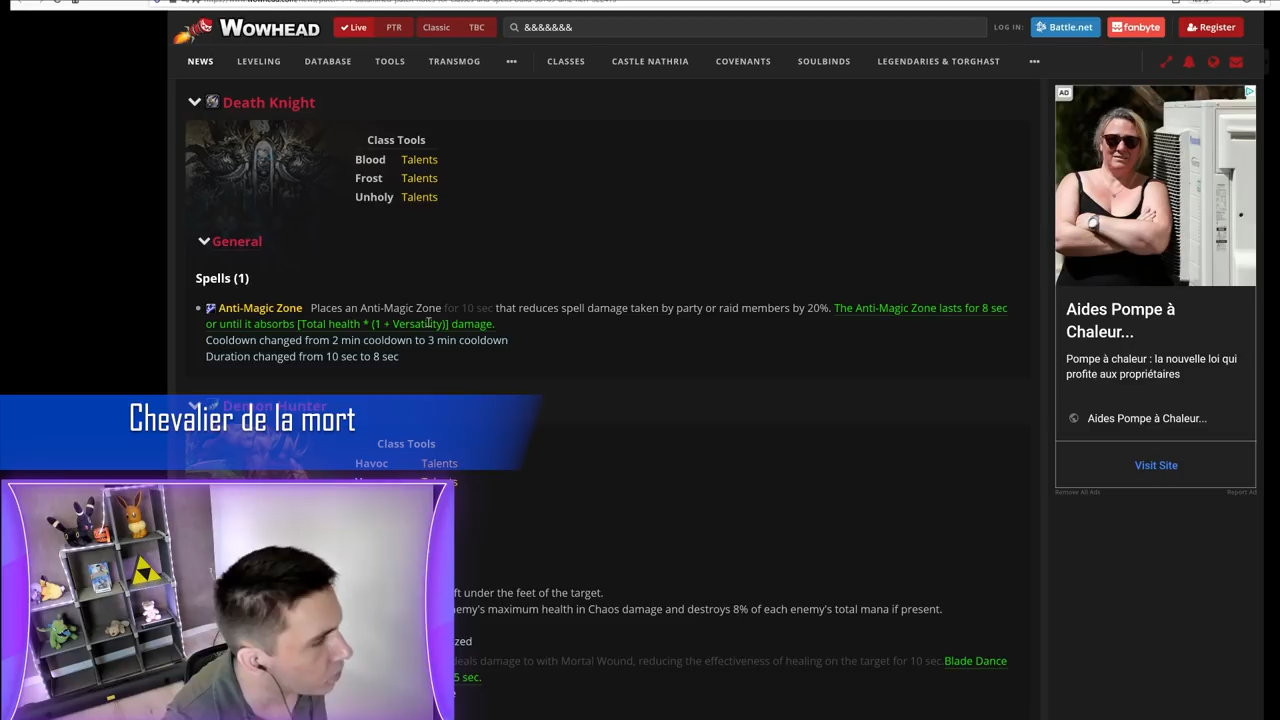 WOWHEAD
Live PTR Classic TBC
&&&&&&&
LOG IN: Battle.net fanbyte Register
NEWS LEVELING DATABASE TOOLS TRANSMOG ••• CLASSES CASTLE NATHRIA COVENANTS SOULBINDS LEGENDARIES & TORGHAST •••
Death Knight
Class Tools
Blood Talents
Frost Talents
Unholy Talents
General
Spells (1)
Anti-Magic Zone Places an Anti-Magic Zone for 10 sec that reduces spell damage taken by party or raid members by 20%. The Anti-Magic Zone lasts for 8 sec
or until it absorbs [Total health * (1 + Versatility)] damage.
Cooldown changed from 2 min cooldown to 3 min cooldown
Duration changed from 10 sec to 8 sec
Demon Hunter
Chevalier de la mort
Class Tools
Havoc Talents
Talents
ft under the feet of the target.
emy's maximum health in Chaos damage and destroys 8% of each enemy's total mana if present.
zed
deals damage to with Mortal Wound, reducing the effectiveness of healing on the target for 10 sec. Blade Dance
5 sec.
AD
Aides Pompe à
Chaleur...
Pompe à chaleur : la nouvelle loi qui
profite aux propriétaires
Aides Pompe à Chaleur...
Visit Site
Remove All Ads Report Ad